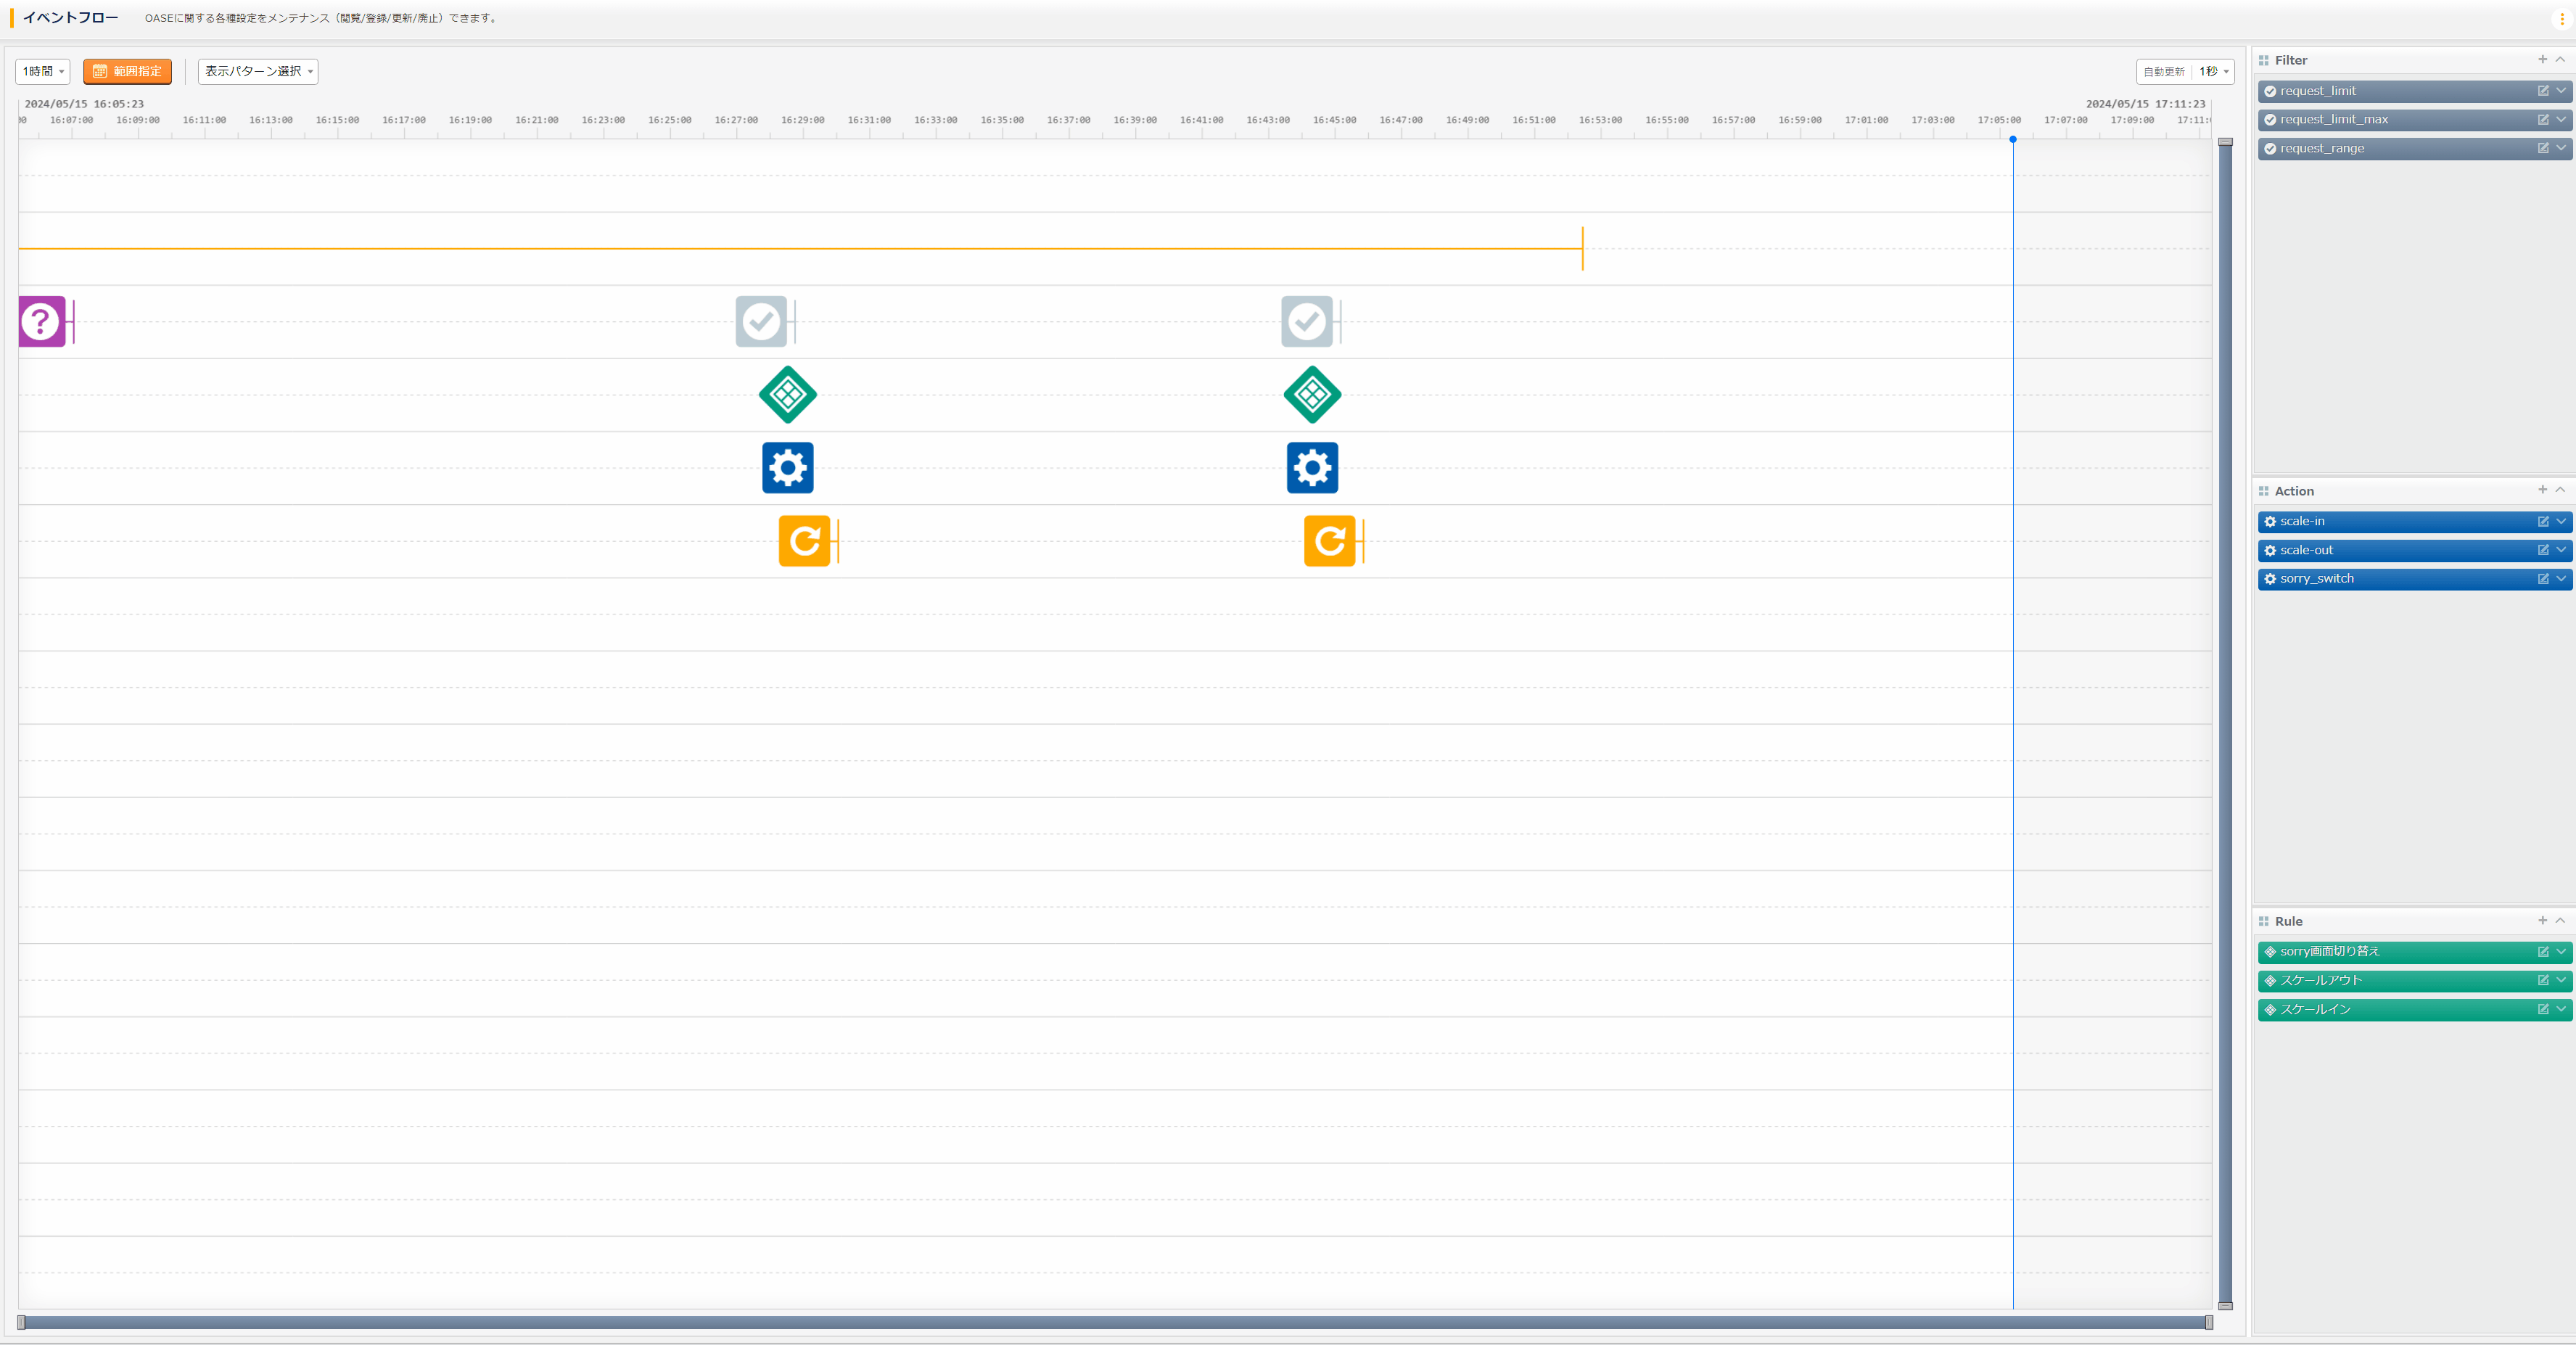 イベントフロー OASEに関する各種設定をメンテナンス（閲覧/登録/更新/廃止）できます。
1時間 範囲指定 表示パターン選択 自動更新 1秒
2024/05/15 16:05:23 2024/05/15 17:11:23
16:07:00 16:09:00 16:11:00 16:13:00 16:15:00 16:17:00 16:19:00 16:21:00 16:23:00 16:25:00 16:27:00 16:29:00 16:31:00 16:33:00 16:35:00 16:37:00 16:39:00 16:41:00 16:43:00 16:45:00 16:47:00 16:49:00 16:51:00 16:53:00 16:55:00 16:57:00 16:59:00 17:01:00 17:03:00 17:05:00 17:07:00 17:09:00 17:11:
Filter
request_limit
request_limit_max
request_range
Action
scale-in
scale-out
sorry_switch
Rule
sorry画面切り替え
スケールアウト
スケールイン